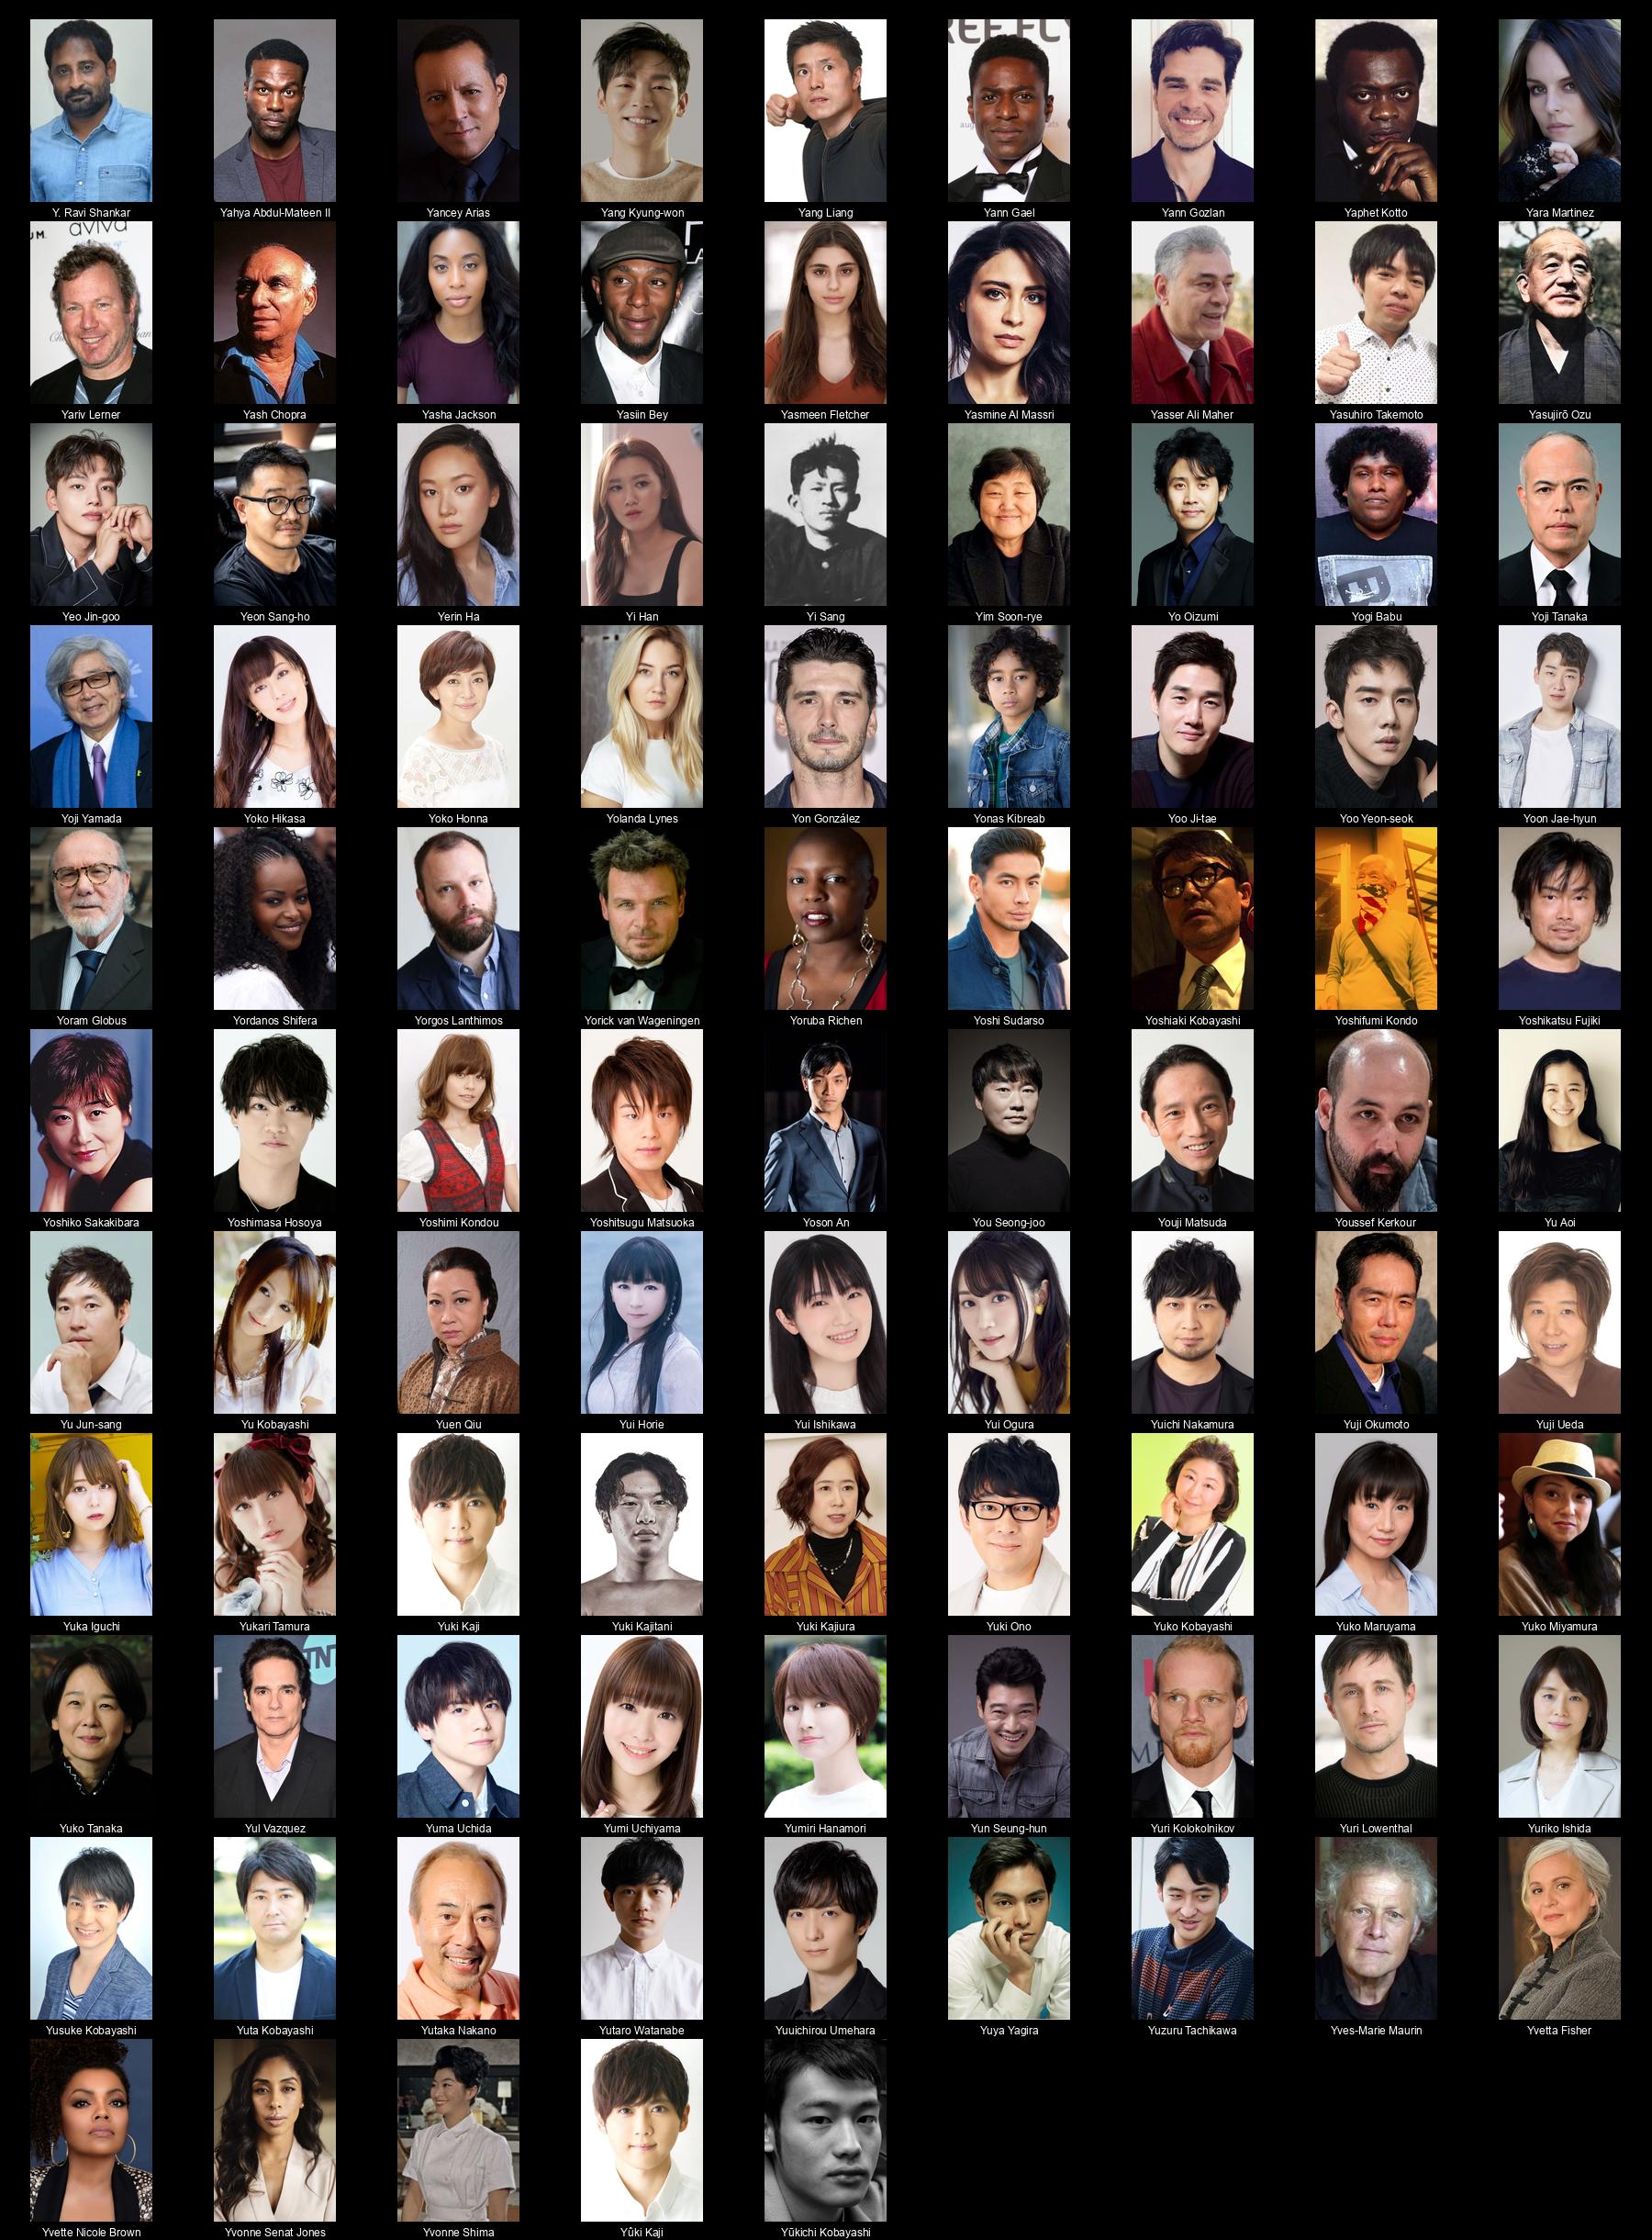 REE FLY
Y. Ravi Shankar
Yahya Abdul-Mateen II
Yancey Arias
Yang Kyung-won
Yang Liang
Yann Gael
Yann Gozlan
Yaphet Kotto
Yara Martinez
UM.
aviva
Yariv Lerner
Yash Chopra
Yasha Jackson
Yasiin Bey
Yasmeen Fletcher
Yasmine Al Massri
Yasser Ali Maher
Yasuhiro Takemoto
Yasujirō Ozu
Yeo Jin-goo
Yeon Sang-ho
Yerin Ha
Yi Han
Yi Sang
Yim Soon-rye
Yo Oizumi
Yogi Babu
Yoji Tanaka
Yoji Yamada
Yoko Hikasa
Yoko Honna
Yolanda Lynes
Yon González
Yonas Kibreab
Yoo Ji-tae
Yoo Yeon-seok
Yoon Jae-hyun
Yoram Globus
Yordanos Shifera
Yorgos Lanthimos
Yorick van Wageningen
Yoruba Richen
Yoshi Sudarso
Yoshiaki Kobayashi
Yoshifumi Kondo
Yoshikatsu Fujiki
Yoshiko Sakakibara
Yoshimasa Hosoya
Yoshimi Kondou
Yoshitsugu Matsuoka
Yoson An
You Seong-joo
Youji Matsuda
Youssef Kerkour
Yu Aoi
Yu Jun-sang
Yu Kobayashi
Yuen Qiu
Yui Horie
Yui Ishikawa
Yui Ogura
Yuichi Nakamura
Yuji Okumoto
Yuji Ueda
Yuka Iguchi
Yukari Tamura
Yuki Kaji
Yuki Kajitani
Yuki Kajiura
Yuki Ono
Yuko Kobayashi
Yuko Maruyama
Yuko Miyamura
TNT
Yuko Tanaka
Yul Vazquez
Yuma Uchida
Yumi Uchiyama
Yumiri Hanamori
Yun Seung-hun
Yuri Kolokolnikov
Yuri Lowenthal
Yuriko Ishida
Yusuke Kobayashi
Yuta Kobayashi
Yutaka Nakano
Yutaro Watanabe
Yuuichirou Umehara
Yuya Yagira
Yuzuru Tachikawa
Yves-Marie Maurin
Yvetta Fisher
Yvette Nicole Brown
Yvonne Senat Jones
Yvonne Shima
Yûki Kaji
Yūkichi Kobayashi